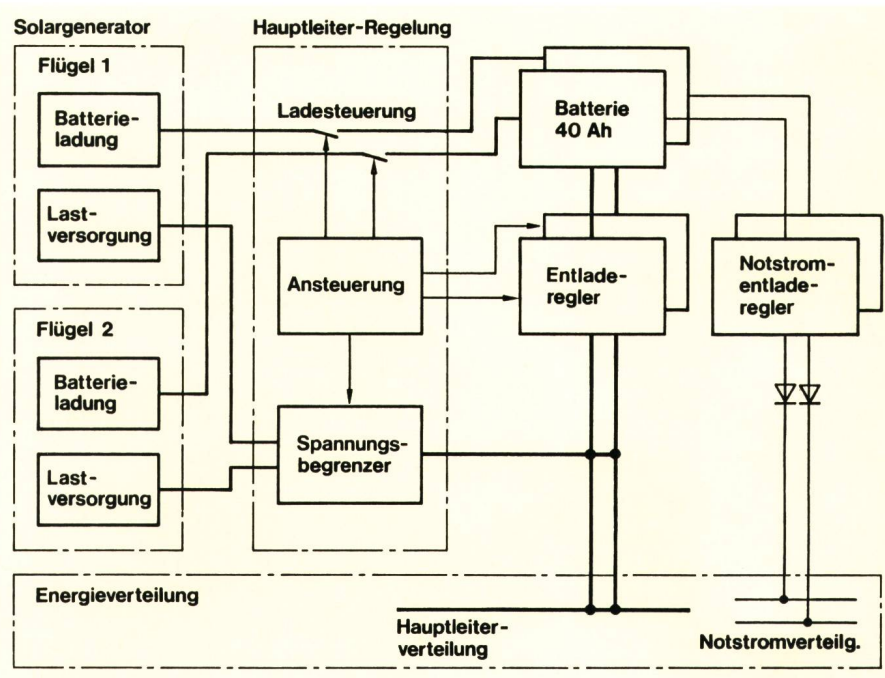 Solargenerator
Hauptleiter-Regelung
Flügel 1
Batterie-
ladung
Last-
versorgung
Flügel 2
Batterie-
ladung
Last-
versorgung
Ladesteuerung
Ansteuerung
Spannungs-
begrenzer
Batterie
40 Ah
Entlade-
regler
Notstrom-
entlade-
regler
Energieverteilung
Hauptleiter-
verteilung
Notstromverteilg.